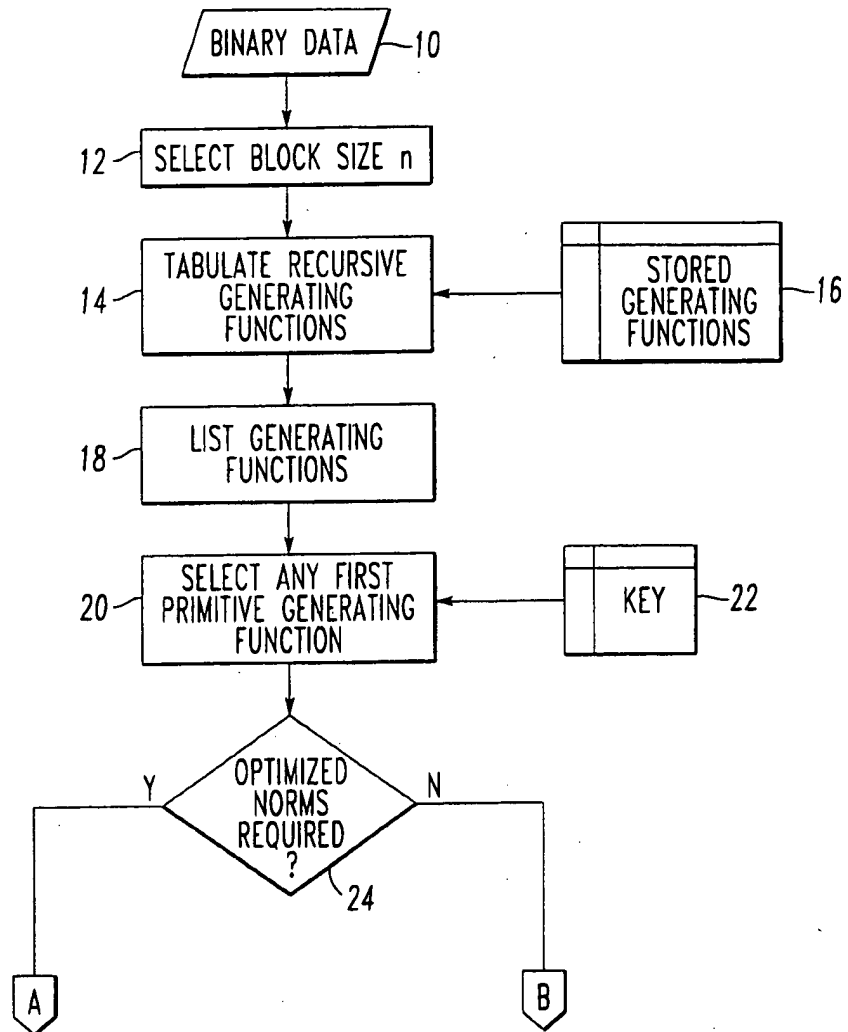 BINARY DATA
10
12
SELECT BLOCK SIZE n
14
TABULATE RECURSIVE
GENERATING
FUNCTIONS
STORED
GENERATING
FUNCTIONS
16
18
LIST GENERATING
FUNCTIONS
20
SELECT ANY FIRST
PRIMITIVE GENERATING
FUNCTION
KEY
22
Y
OPTIMIZED
NORMS
REQUIRED
?
N
24
A
B